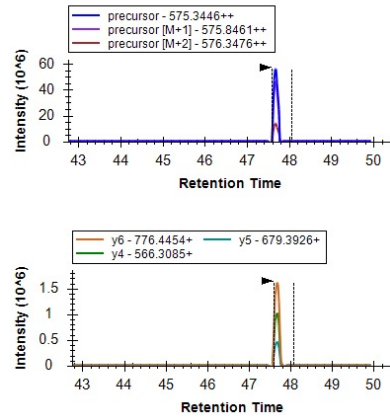 precursor - 575.3446++
precursor [M+1] - 575.8461++
precursor [M+2] - 576.3476++
60
40
20
0
Intensity (10^6)
43 44 45 46 47 48 49 50
Retention Time
y6 - 776.4454+ y5 - 679.3926+
y4 - 566.3085+
1.5
1
0.5
0
Intensity (10^6)
43 44 45 46 47 48 49 50
Retention Time